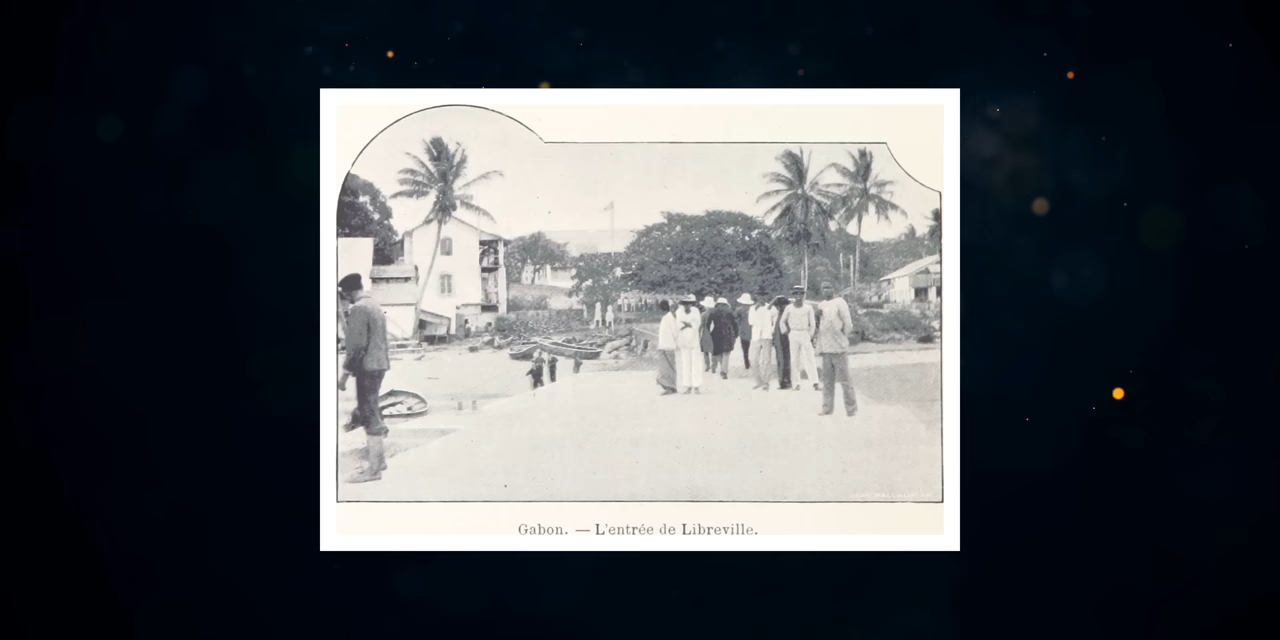 Gabon. — L'entrée de Libreville.